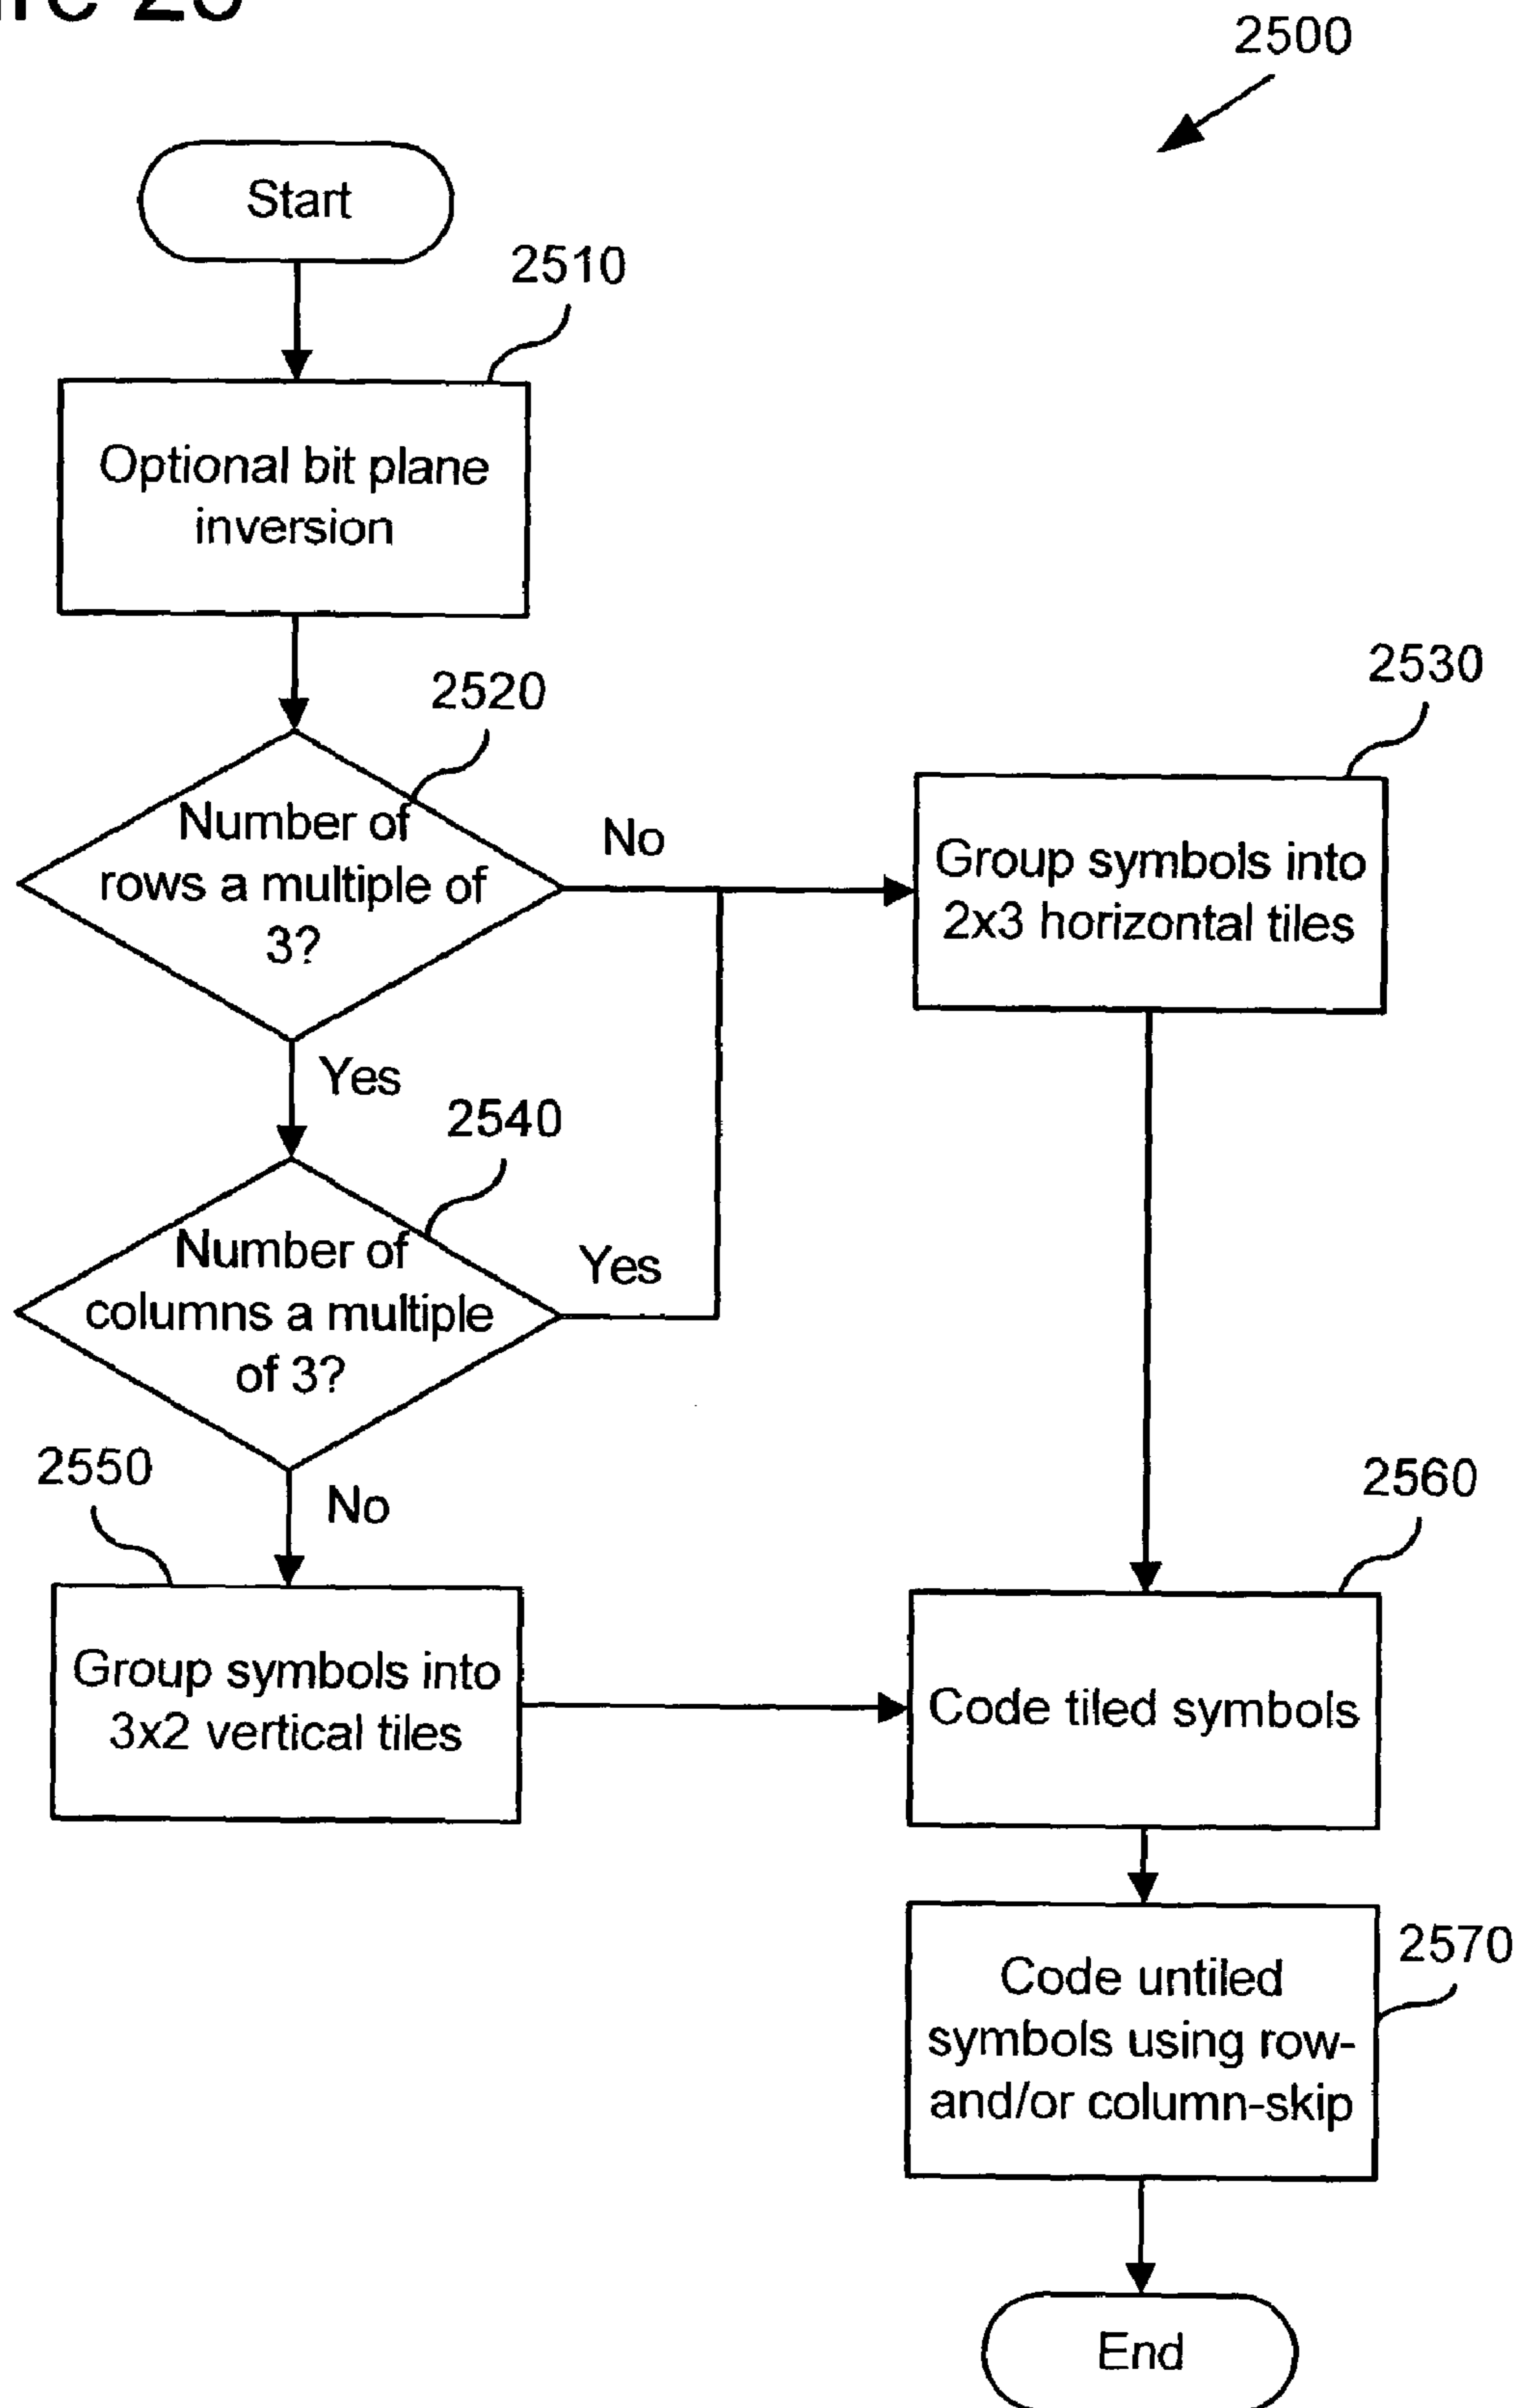 2500
Start
2510
Optional bit plane
inversion
2520
Number of
rows a multiple of
3?
No
2530
Group symbols into
2x3 horizontal tiles
Yes
2540
Number of
columns a multiple
of 3?
Yes
2550
No
Group symbols into
3x2 vertical tiles
2560
Code tiled symbols
2570
Code untiled
symbols using row-
and/or column-skip
End